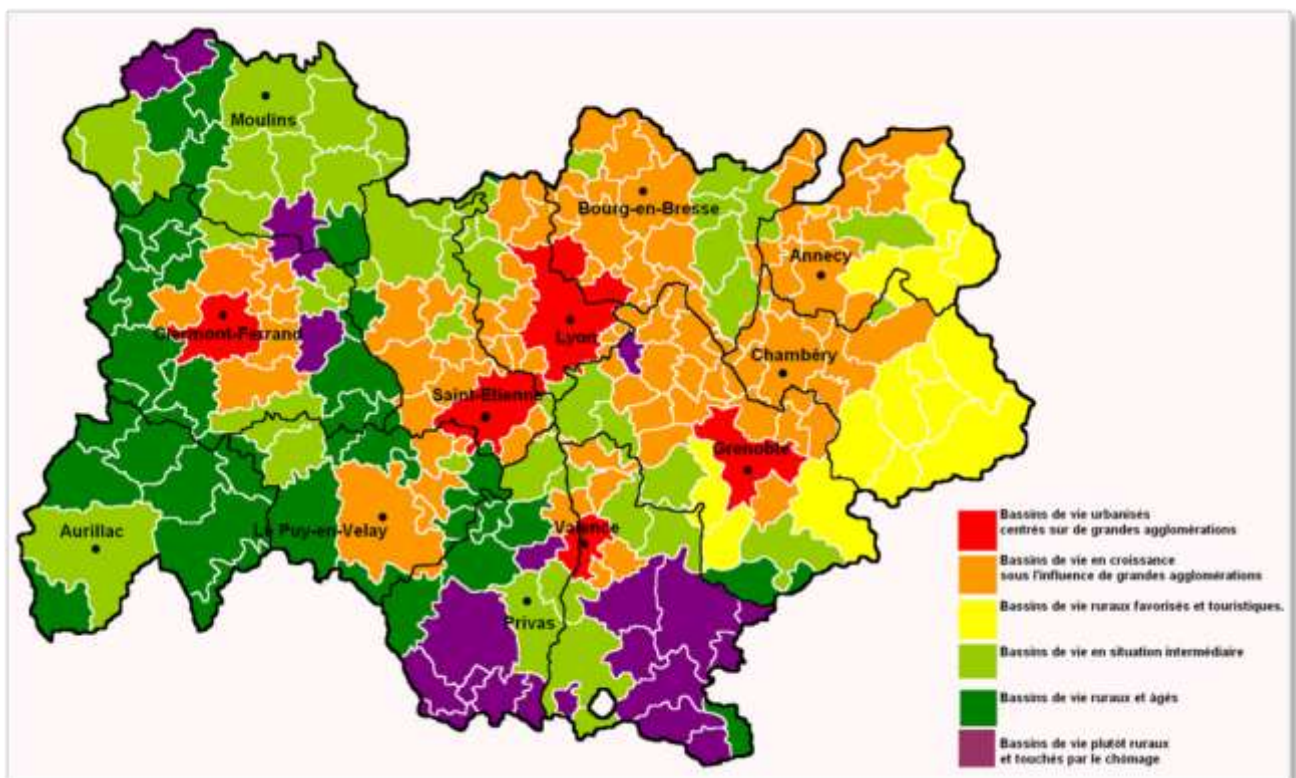 Moulins
Bourg-en-Bresse
Annecy
Clermont-Ferrand
Lyon
Chambéry
Saint-Etienne
Grenoble
Aurillac
Le Puy-en-Velay
Valence
Privas
Bassins de vie urbanisés
centrés sur de grandes agglomérations
Bassins de vie en croissance
sous l'influence de grandes agglomérations
Bassins de vie ruraux favorisés et touristiques.
Bassins de vie en situation intermédiaire
Bassins de vie ruraux et âgés
Bassins de vie plutôt ruraux
et touchés par le chômage